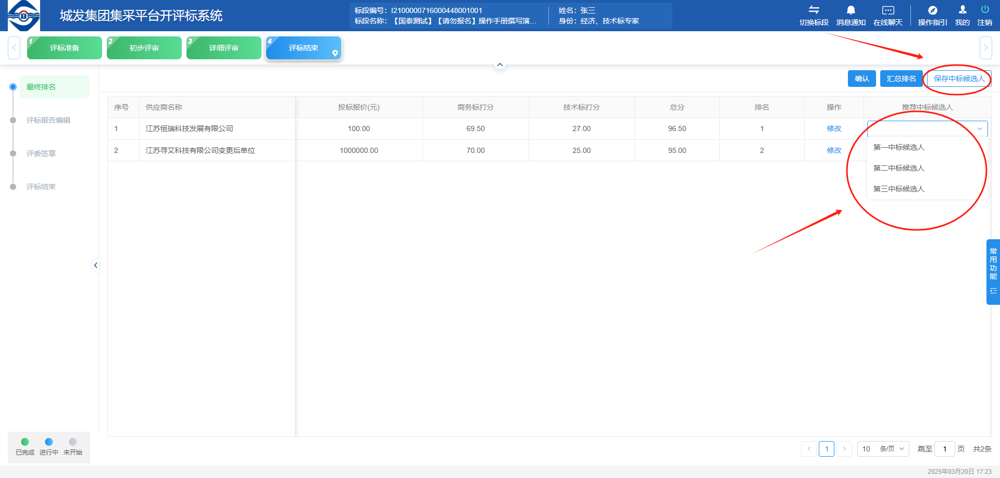 城发集团集采平台开评标系统
标段编号：I2100000716000448001001
标段名称：【国泰测试】【请勿报名】操作手册撰写演...
姓名：张三
身份：经济、技术标专家
切换标段
消息通知
在线聊天
操作指引
我的
注销
1 评标准备
2 初步评审
3 详细评审
4 评标结束
最终排名
评标报告编辑
评委签章
评标结束
确认
汇总排名
保存中标候选人
序号 供应商名称 投标报价(元) 商务标打分 技术标打分 总分 排名 操作 推荐中标候选人
1 江苏恒瑞科技发展有限公司 100.00 69.50 27.00 96.50 1 修改
2 江苏寻艾科技有限公司变更后单位 1000000.00 70.00 25.00 95.00 2 修改
第一中标候选人
第二中标候选人
第三中标候选人
常用功能
已完成 进行中 未开始
1 10 条/页 跳至 1 页 共2条
2025年03月20日 17:23